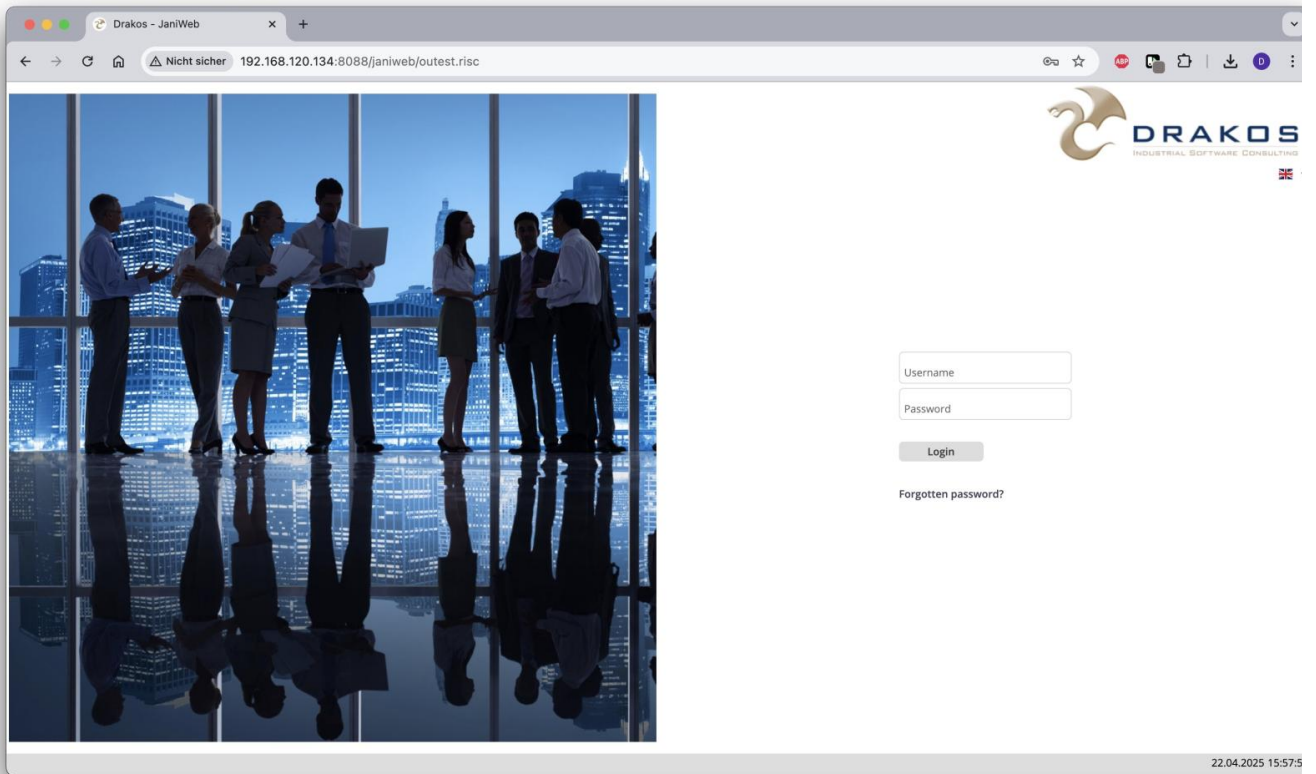 Drakos - JaniWeb
Nicht sicher 192.168.120.134:8088/janiweb/outest.risc
ABP
D
DRAKOS
INDUSTRIAL SOFTWARE CONSULTING
Username
Password
Login
Forgotten password?
22.04.2025 15:57:5